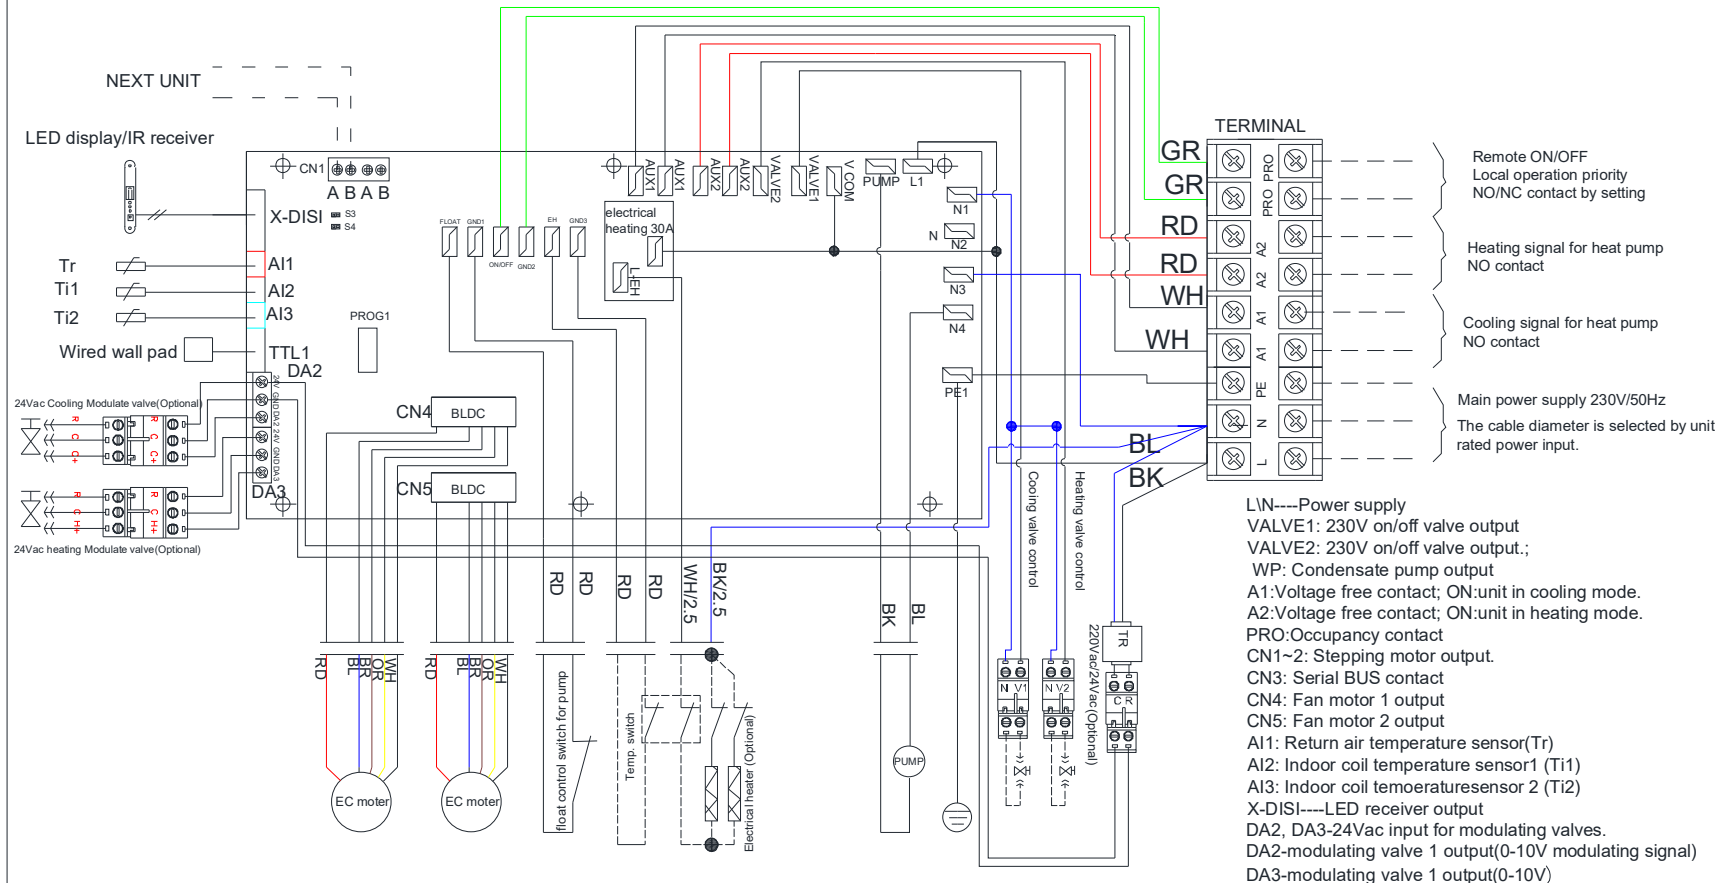 NEXT UNIT
LED display/IR receiver
CN1
A B A B
X-DISI
S3
S4
Tr
AI1
Ti1
AI2
Ti2
AI3
Wired wall pad
TTL1
DA2
PROG1
24V GND DA2 24V GND DA3
DA3
24Vac Cooling Modulate valve(Optional)
R C C+
R C C+
24Vac heating Modulate valve(Optional)
R C H+
R C H+
CN4
BLDC
CN5
BLDC
FLOAT
GND1
ON/OFF
GND2
EH
GND3
electrical
heating 30A
L-EH
AUX1
AUX1
AUX2
AUX2
VALVE2
VALVE1
VCOM
PUMP
L1
N1
N
N2
N3
N4
PE1
RD
BL
BR
OR
WH
RD
BL
BR
OR
WH
EC moter
EC moter
RD
RD
RD
RD
WH/2.5
BK/2.5
float control switch for pump
Temp. switch
Electrical heater (Optional)
BK
BL
PUMP
Cooing valve control
Heating valve control
N V1
N V2
220Vac/24Vac(Optional)
TR
C R
TERMINAL
GR
GR
RD
RD
WH
WH
BL
BK
PRO
PRO
A2
A2
A1
A1
PE
N
L
Remote ON/OFF
Local operation priority
NO/NC contact by setting
Heating signal for heat pump
NO contact
Cooling signal for heat pump
NO contact
Main power supply 230V/50Hz
The cable diameter is selected by unit
rated power input.
L\N----Power supply
VALVE1: 230V on/off valve output
VALVE2: 230V on/off valve output.;
WP: Condensate pump output
A1:Voltage free contact; ON:unit in cooling mode.
A2:Voltage free contact; ON:unit in heating mode.
PRO:Occupancy contact
CN1~2: Stepping motor output.
CN3: Serial BUS contact
CN4: Fan motor 1 output
CN5: Fan motor 2 output
AI1: Return air temperature sensor(Tr)
AI2: Indoor coil temperature sensor1 (Ti1)
AI3: Indoor coil temoeraturesensor 2 (Ti2)
X-DISI----LED receiver output
DA2, DA3-24Vac input for modulating valves.
DA2-modulating valve 1 output(0-10V modulating signal)
DA3-modulating valve 1 output(0-10V)